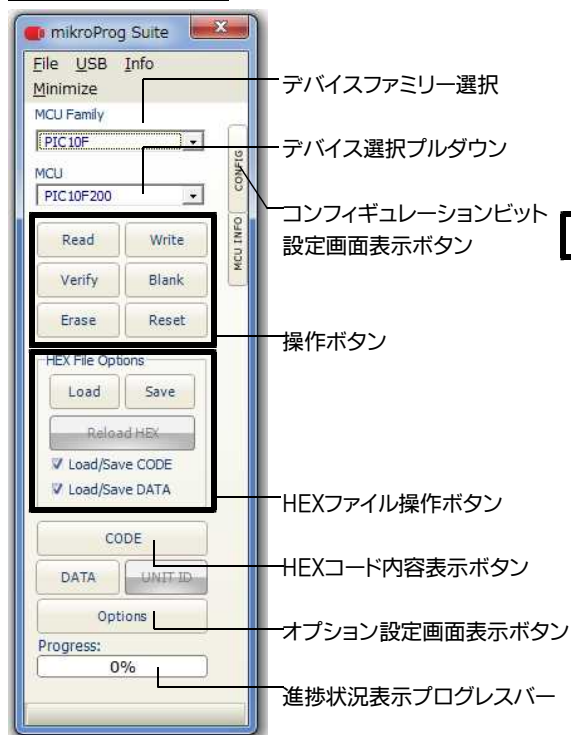 mikroProg Suite
File USB Info
Minimize
MCU Family
PIC10F
MCU
PIC10F200
CONFIG
MCU INFO
Read Write
Verify Blank
Erase Reset
HEX File Options
Load Save
Reload HEX
Load/Save CODE
Load/Save DATA
CODE
DATA UNIT ID
Options
Progress:
0%
デバイスファミリー選択
デバイス選択プルダウン
コンフィギュレーションビット
設定画面表示ボタン
操作ボタン
HEXファイル操作ボタン
HEXコード内容表示ボタン
オプション設定画面表示ボタン
進捗状況表示プログレスバー